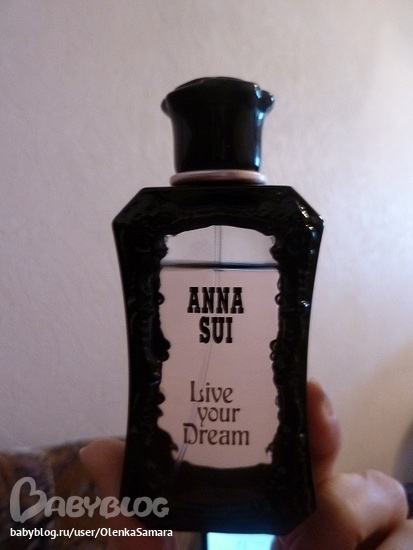 ANNA
SUI
Live
your
Dream
BABYBLOG
babyblog.ru/user/OlenkaSamara